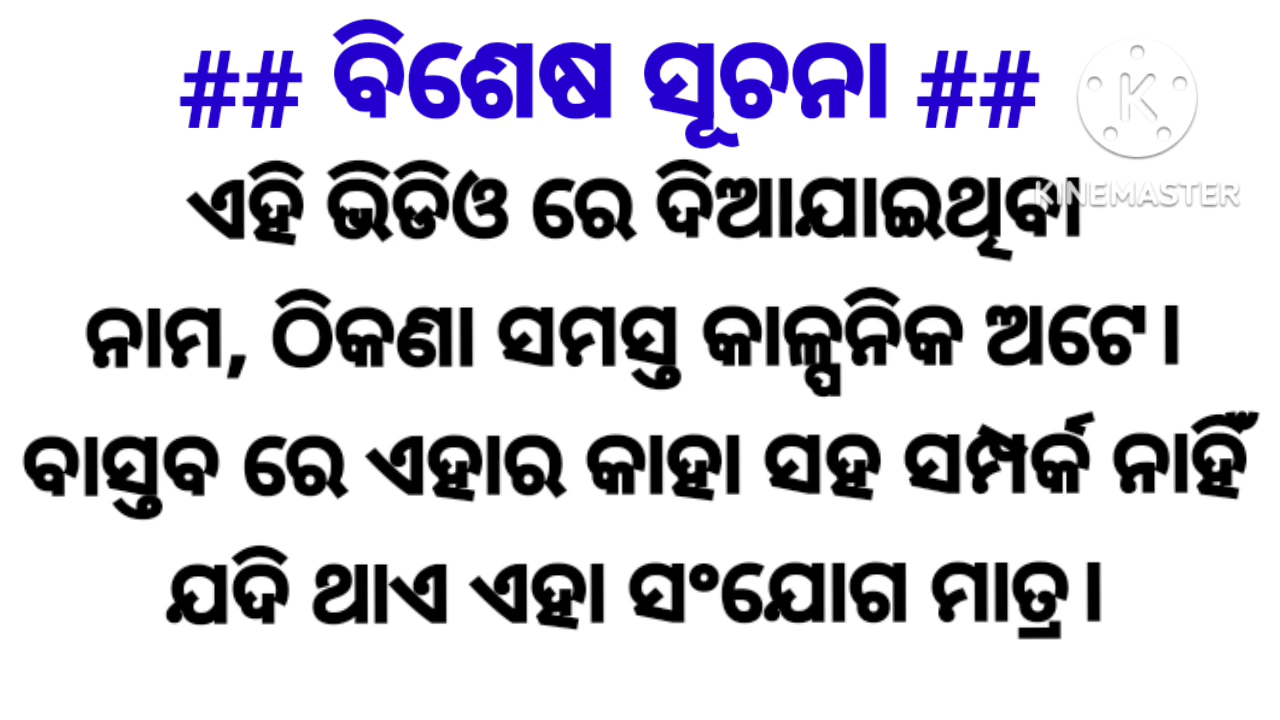 ## ବିଶେଷ ସୂଚନା ##
KINEMASTER
ଏହି ଭିଡିଓ ରେ ଦିଆଯାଇଥିବା
ନାମ, ଠିକଣା ସମସ୍ତ କାଳ୍ପନିକ ଅଟେ।
ବାସ୍ତବ ରେ ଏହାର କାହା ସହ ସମ୍ପର୍କ ନାହିଁ
ଯଦି ଥାଏ ଏହା ସଂଯୋଗ ମାତ୍ର।